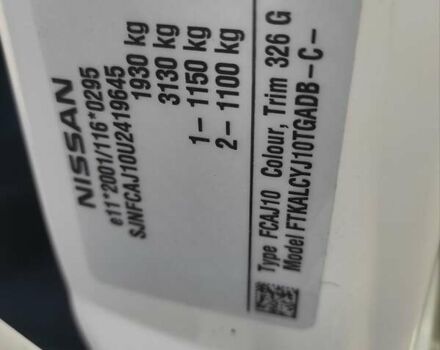 NISSAN
e11*2001/116*0295
SJNFCAJ10U2419645
1930 kg
3130 kg
1– 1150 kg
2– 1100 kg
Type FCAJ10 Colour, Trim 326 G
Model FTKALCYJ10TGADB-C-